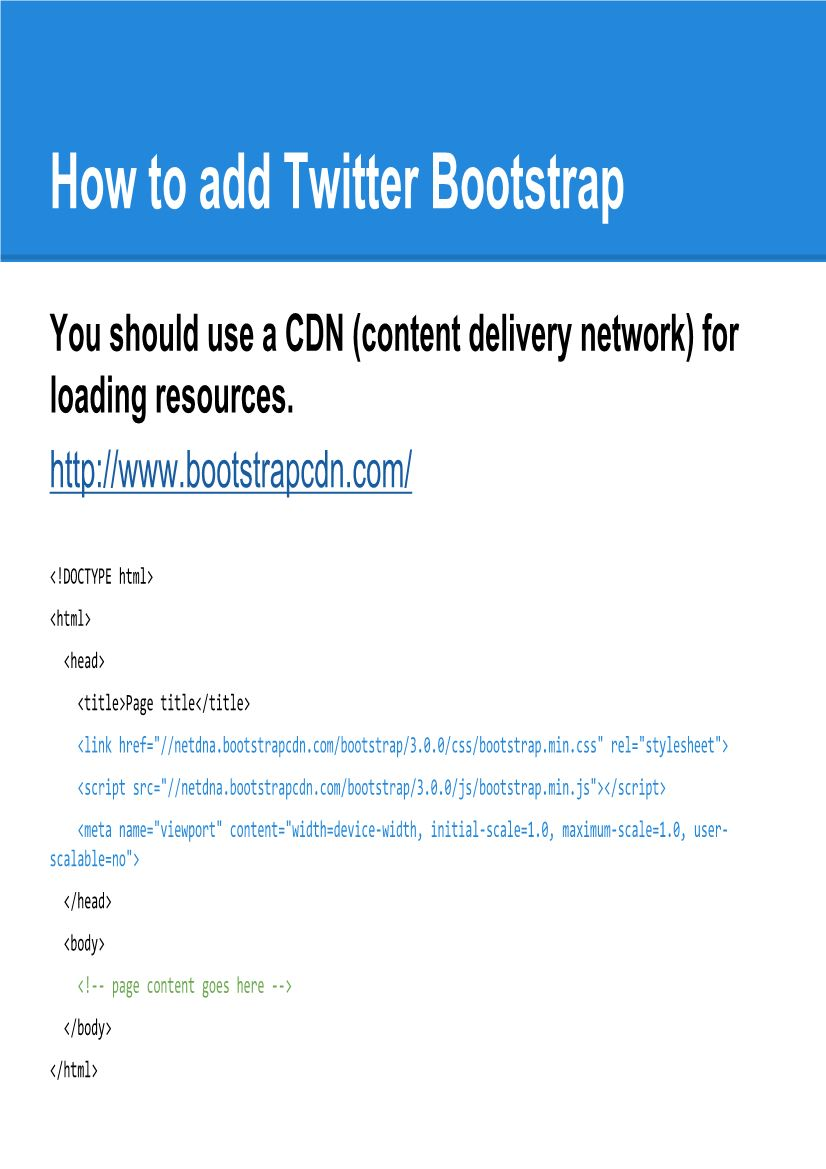 How to add Twitter Bootstrap
You should use a CDN (content delivery network) for
loading resources.
http://www.bootstrapcdn.com/
<!DOCTYPE html>
<html>
  <head>
    <title>Page title</title>
    <link href="//netdna.bootstrapcdn.com/bootstrap/3.0.0/css/bootstrap.min.css" rel="stylesheet">
    <script src="//netdna.bootstrapcdn.com/bootstrap/3.0.0/js/bootstrap.min.js"></script>
    <meta name="viewport" content="width=device-width, initial-scale=1.0, maximum-scale=1.0, user-
scalable=no">
  </head>
  <body>
    <!-- page content goes here -->
  </body>
</html>